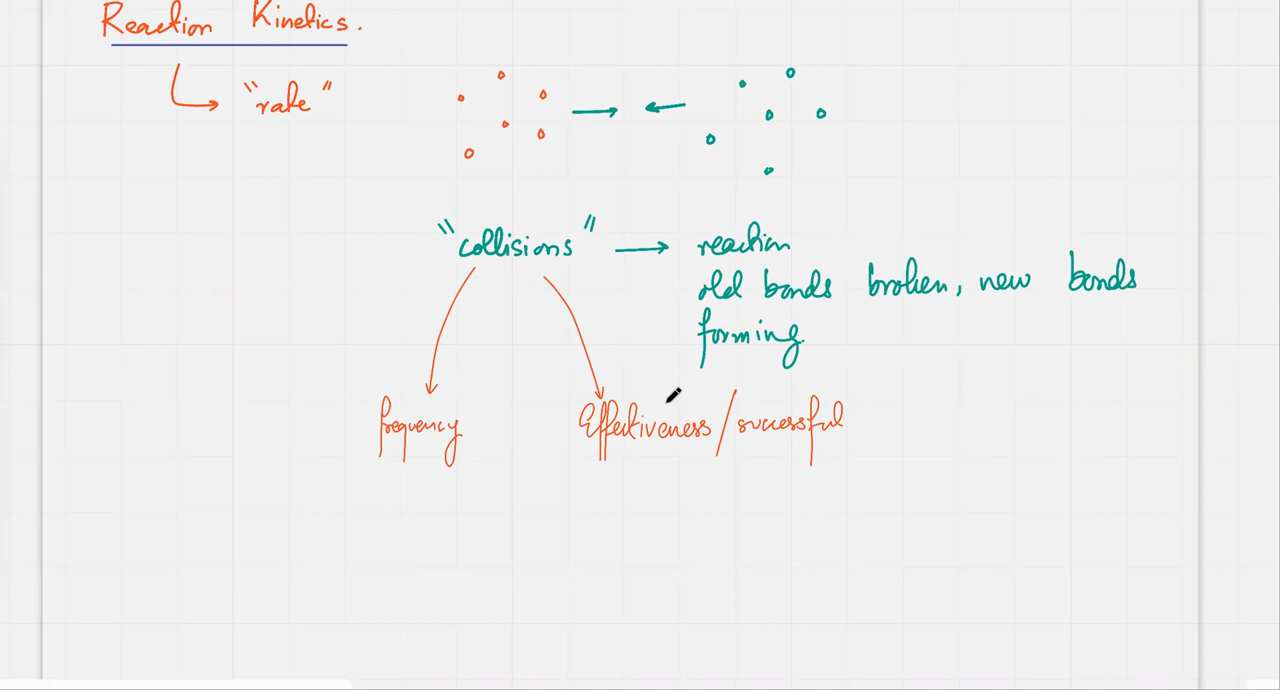 Reaction Kinetics.
"rate"
"collisions" → reaction
old bonds broken, new bonds
forming.
frequency Effectiveness/successful